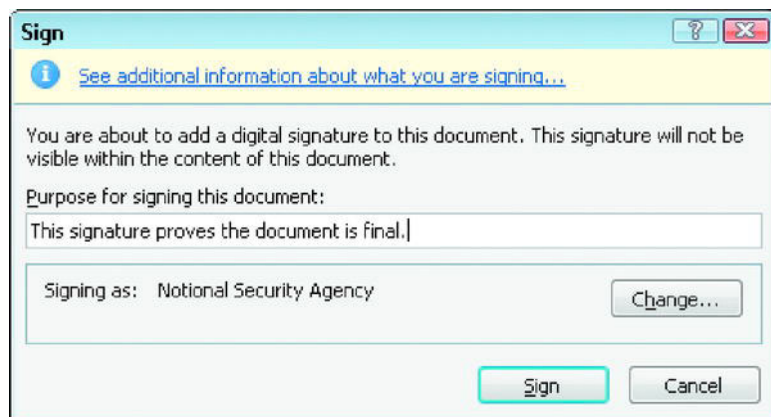 Sign
See additional information about what you are signing...
You are about to add a digital signature to this document. This signature will not be
visible within the content of this document.
Purpose for signing this document:
This signature proves the document is final.
Signing as: Notional Security Agency
Change...
Sign
Cancel